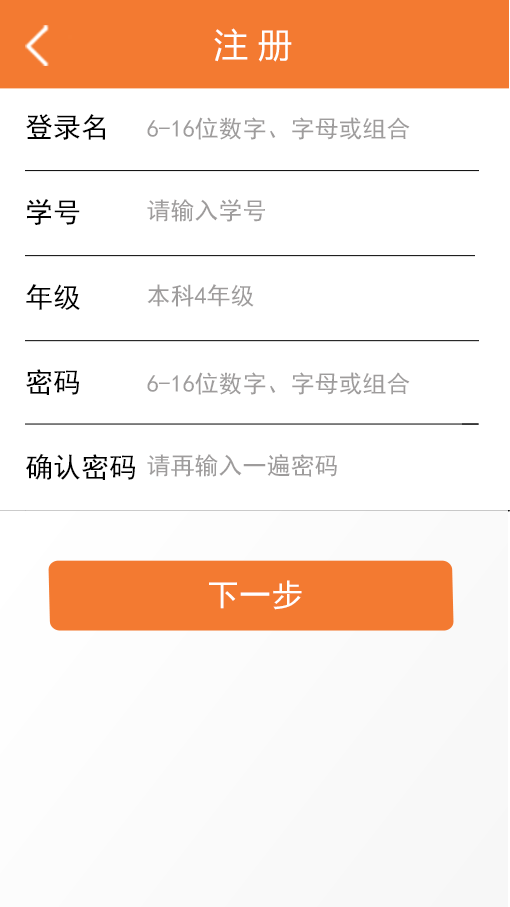 注册
登录名 6-16位数字、字母或组合
学号 请输入学号
年级 本科4年级
密码 6-16位数字、字母或组合
确认密码 请再输入一遍密码
下一步